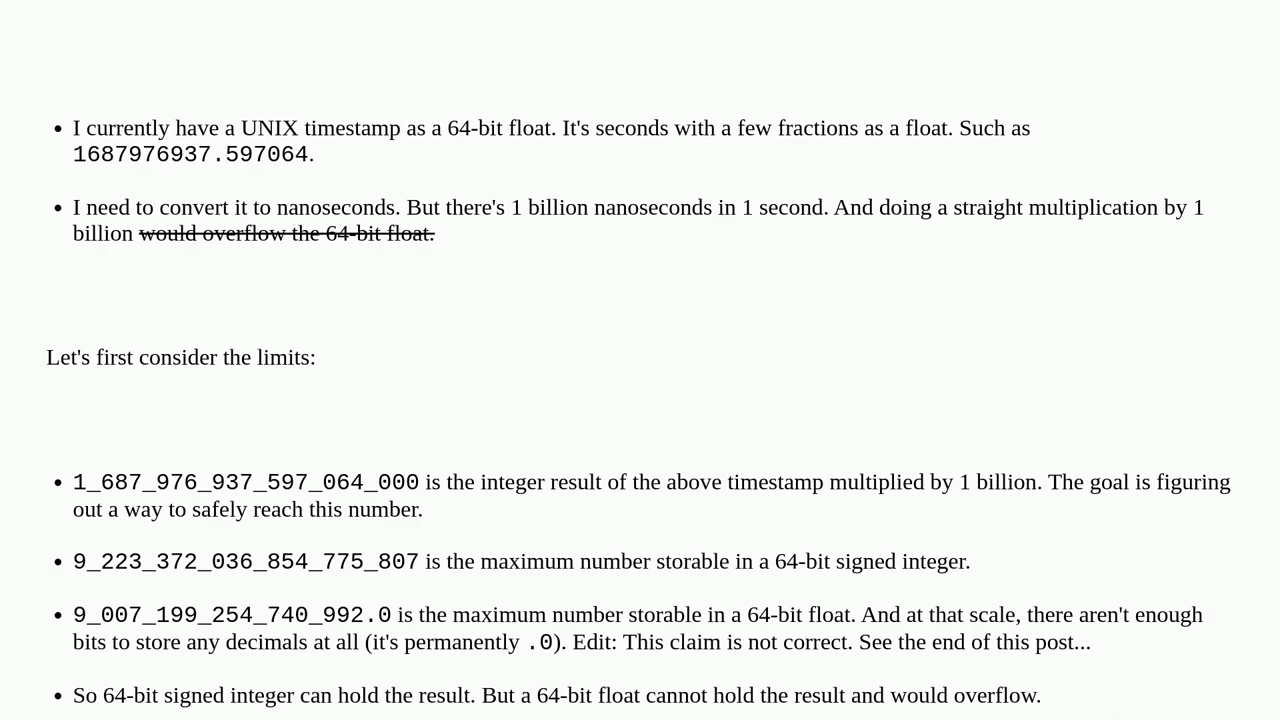 I currently have a UNIX timestamp as a 64-bit float. It's seconds with a few fractions as a float. Such as
1687976937.597064.
I need to convert it to nanoseconds. But there's 1 billion nanoseconds in 1 second. And doing a straight multiplication by 1
billion would overflow the 64-bit float.
Let's first consider the limits:
1_687_976_937_597_064_000 is the integer result of the above timestamp multiplied by 1 billion. The goal is figuring
out a way to safely reach this number.
9_223_372_036_854_775_807 is the maximum number storable in a 64-bit signed integer.
9_007_199_254_740_992.0 is the maximum number storable in a 64-bit float. And at that scale, there aren't enough
bits to store any decimals at all (it's permanently .0). Edit: This claim is not correct. See the end of this post...
So 64-bit signed integer can hold the result. But a 64-bit float cannot hold the result and would overflow.